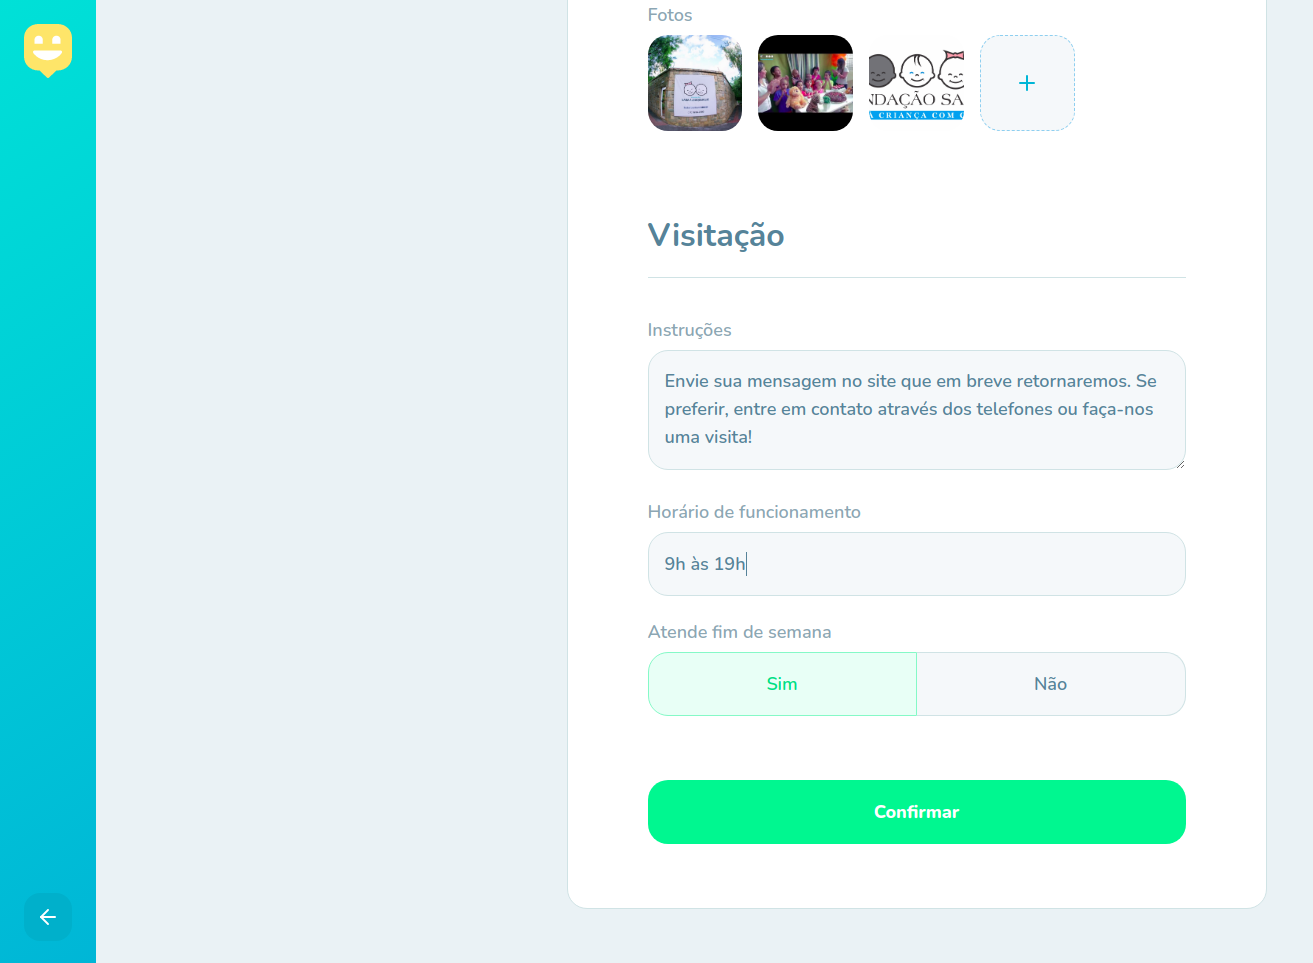 Fotos
NDAÇÃO SA
A CRIANÇA COM C
Visitação
Instruções
Envie sua mensagem no site que em breve retornaremos. Se
preferir, entre em contato através dos telefones ou faça-nos
uma visita!
Horário de funcionamento
9h às 19h
Atende fim de semana
Sim
Não
Confirmar